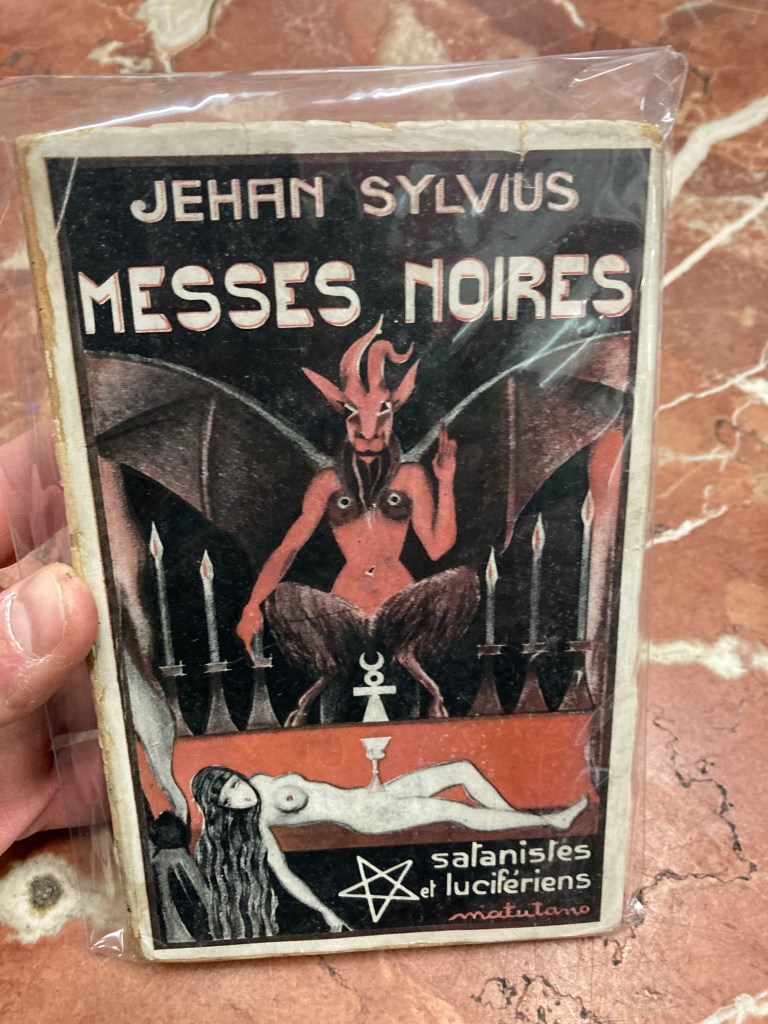 JEHAN SYLVIUS
MESSES NOIRES
satanistes
et lucifériens
matutano